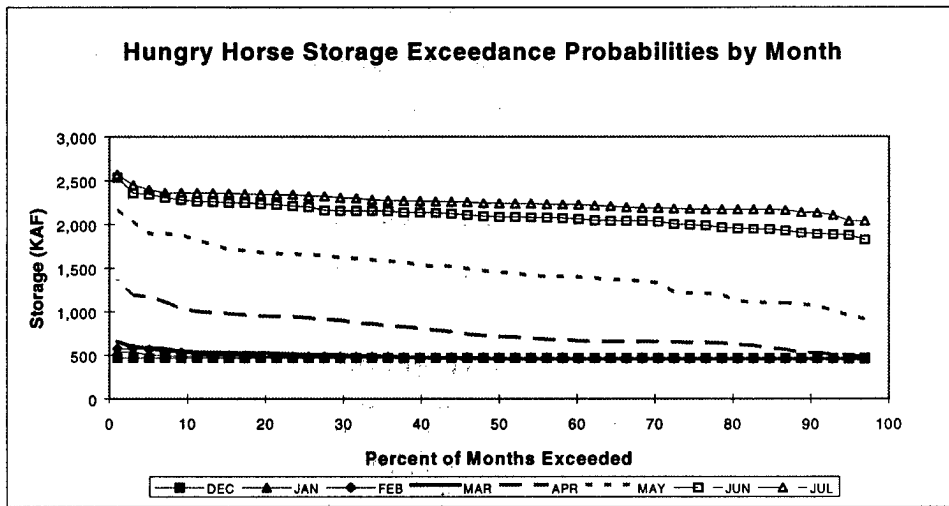 Hungry Horse Storage Exceedance Probabilities by Month
3,000
2,500
2,000
1,500
1,000
500
0
Storage (KAF)
0 10 20 30 40 50 60 70 80 90 100
Percent of Months Exceeded
DEC JAN FEB MAR APR MAY JUN JUL